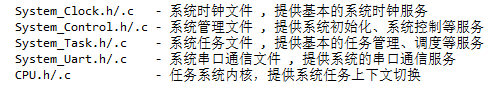 System_Clock.h/.c - 系统时钟文件 ，提供基本的系统时钟服务
System_Control.h/.c - 系统管理文件 ，提供系统初始化、系统控制等服务
System_Task.h/.c - 系统任务文件 ，提供基本的任务管理、调度等服务
System_Uart.h/.c - 系统串口通信文件 ，提供系统的串口通信服务
CPU.h/.c - 任务系统内核，提供系统任务上下文切换